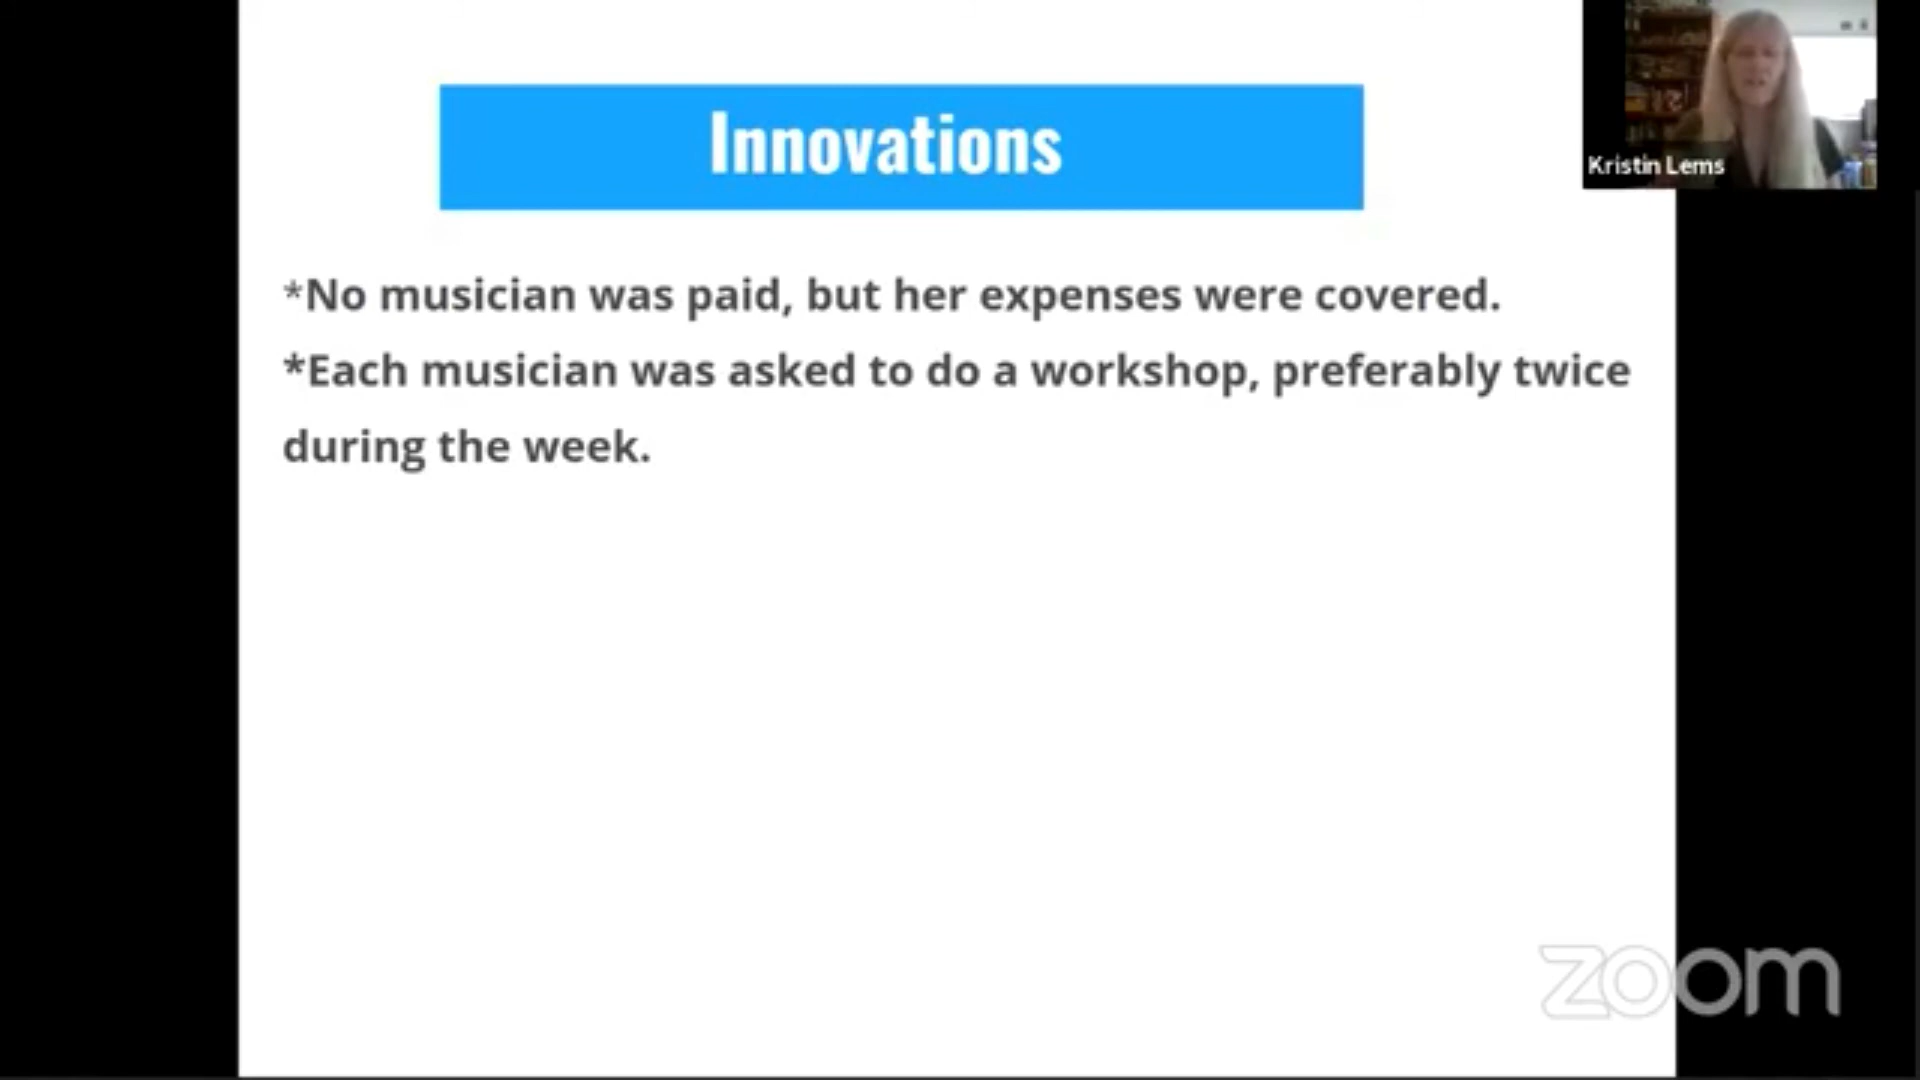 Innovations
Kristin Lems
*No musician was paid, but her expenses were covered.
*Each musician was asked to do a workshop, preferably twice
during the week.
zoom